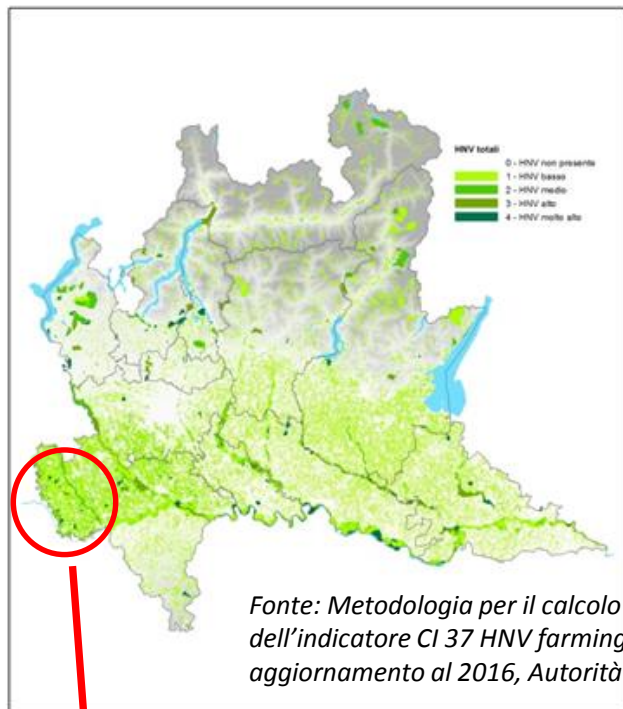 HNV totali
0 - HNV non presente
1 - HNV basso
2 - HNV medio
3 - HNV alto
4 - HNV molto alto
Fonte: Metodologia per il calcolo
dell'indicatore CI 37 HNV farming
aggiornamento al 2016, Autorità